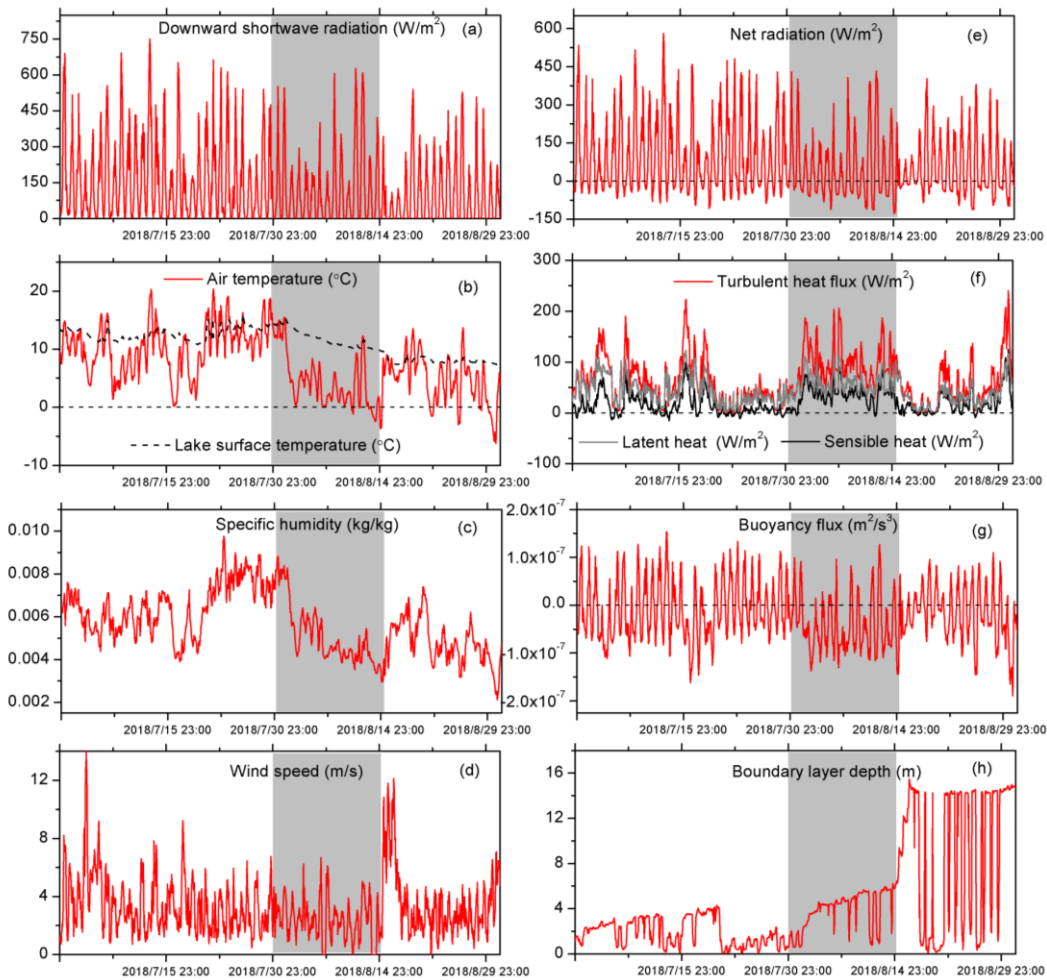 Downward shortwave radiation (W/m²) (a)
750
600
450
300
150
0
2018/7/15 23:00 2018/7/30 23:00 2018/8/14 23:00 2018/8/29 23:00
Net radiation (W/m²) (e)
600
450
300
150
0
-150
2018/7/15 23:00 2018/7/30 23:00 2018/8/14 23:00 2018/8/29 23:00
Air temperature (°C) (b)
20
10
0
-10
Lake surface temperature (°C)
2018/7/15 23:00 2018/7/30 23:00 2018/8/14 23:00 2018/8/29 23:00
300
Turbulent heat flux (W/m²) (f)
200
100
0
-100
Latent heat (W/m²) Sensible heat (W/m²)
2018/7/15 23:00 2018/7/30 23:00 2018/8/14 23:00 2018/8/29 23:00
Specific humidity (kg/kg) (c)
0.010
0.008
0.006
0.004
0.002
2018/7/15 23:00 2018/7/30 23:00 2018/8/14 23:00 2018/8/29 23:00
2.0x10⁻⁷
Buoyancy flux (m²/s³) (g)
1.0x10⁻⁷
0.0
-1.0x10⁻⁷
-2.0x10⁻⁷
2018/7/15 23:00 2018/7/30 23:00 2018/8/14 23:00 2018/8/29 23:00
Wind speed (m/s) (d)
12
8
4
0
2018/7/15 23:00 2018/7/30 23:00 2018/8/14 23:00 2018/8/29 23:00
Boundary layer depth (m) (h)
16
12
8
4
0
2018/7/15 23:00 2018/7/30 23:00 2018/8/14 23:00 2018/8/29 23:00